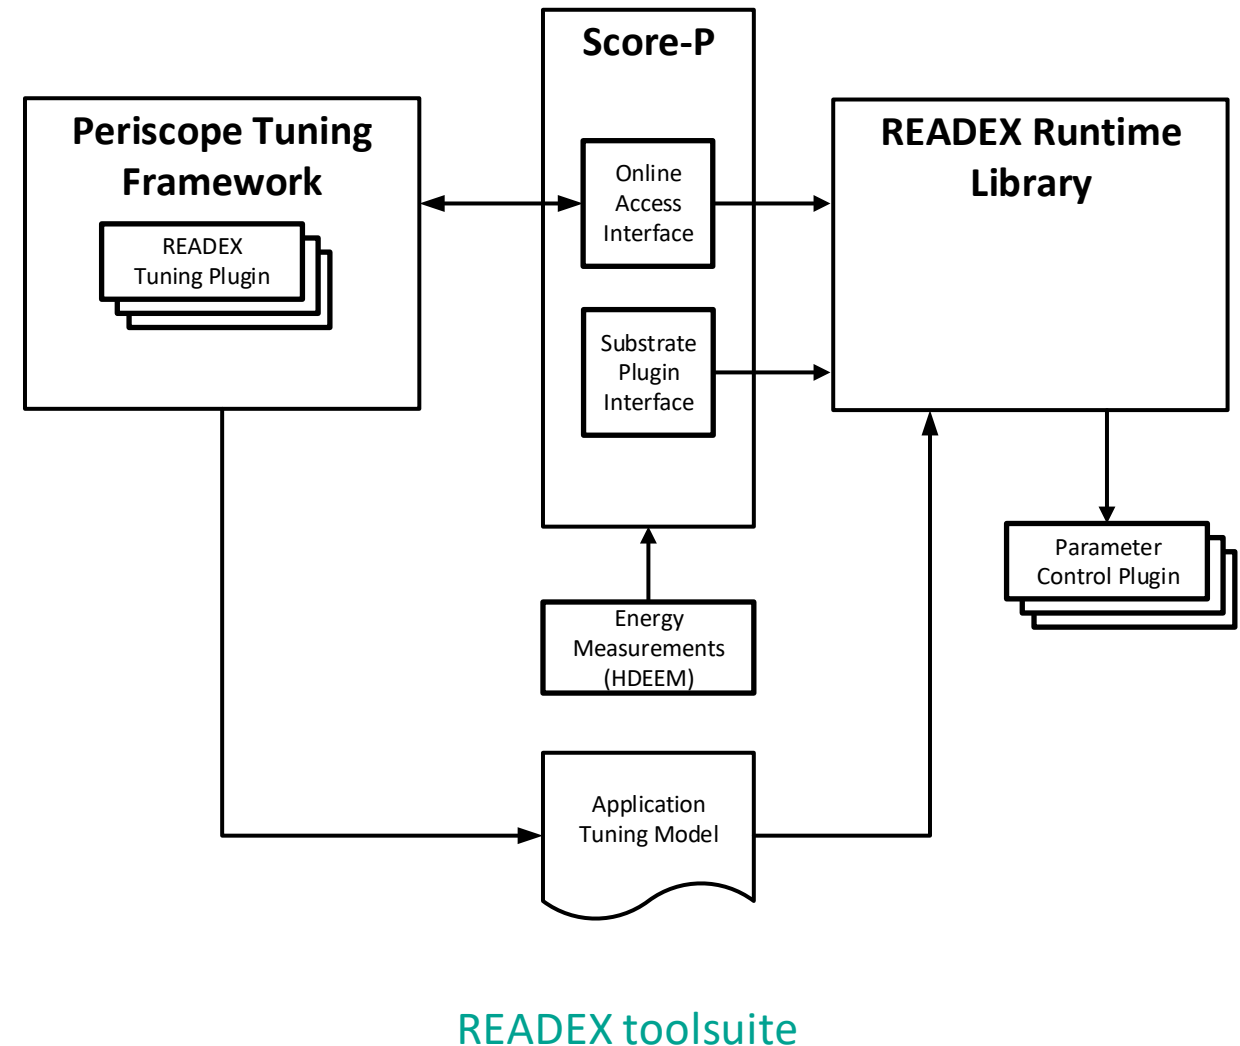 Score-P
Periscope Tuning
Framework
READEX
Tuning Plugin
Online
Access
Interface
Substrate
Plugin
Interface
READEX Runtime
Library
Parameter
Control Plugin
Energy
Measurements
(HDEEM)
Application
Tuning Model
READEX toolsuite